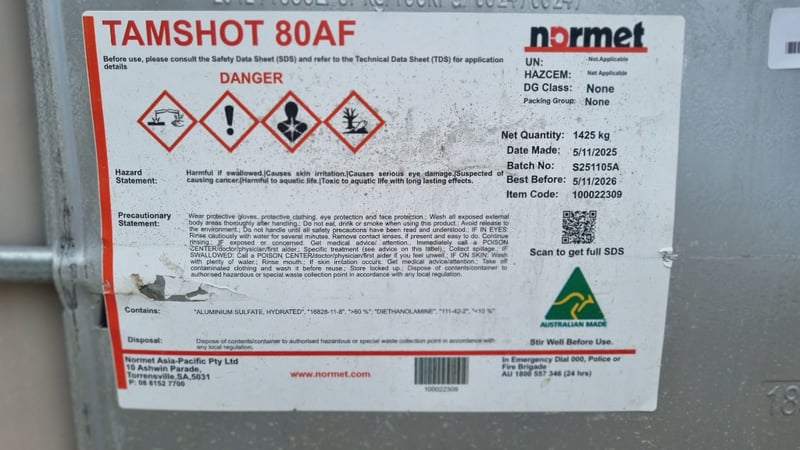 TAMSHOT 80AF
normet
Before use, please consult the Safety Data Sheet (SDS) and refer to the Technical Data Sheet (TDS) for application
details
DANGER
UN: Not Applicable
HAZCEM: Not Applicable
DG Class: None
Packing Group: None
Net Quantity: 1425 kg
Date Made: 5/11/2025
Batch No: S251105A
Best Before: 5/11/2026
Item Code: 100022309
Hazard
Statement:
Harmful if swallowed.|Causes skin irritation.|Causes serious eye damage.|Suspected of
causing cancer.|Harmful to aquatic life.|Toxic to aquatic life with long lasting effects.
Precautionary
Statement:
Wear protective gloves, protective clothing, eye protection and face protection.; Wash all exposed external
body areas thoroughly after handling.; Do not eat, drink or smoke when using this product.; Avoid release to
the environment.; Do not handle until all safety precautions have been read and understood.; IF IN EYES:
Rinse cautiously with water for several minutes. Remove contact lenses, if present and easy to do. Continue
rinsing.; IF exposed or concerned: Get medical advice/ attention.; Immediately call a POISON
CENTER/doctor/physician/first aider.; Specific treatment (see advice on this label).; Collect spillage.; IF
SWALLOWED: Call a POISON CENTER/doctor/physician/first aider if you feel unwell.; IF ON SKIN: Wash
with plenty of water.; Rinse mouth.; If skin irritation occurs: Get medical advice/attention.; Take off
contaminated clothing and wash it before reuse.; Store locked up.; Dispose of contents/container to
authorised hazardous or special waste collection point in accordance with any local regulation.
Scan to get full SDS
AUSTRALIAN MADE
Contains:
"ALUMINIUM SULFATE, HYDRATED", "16828-11-8", ">60 %"; "DIETHANOLAMINE", "111-42-2", "<10 %"
Disposal:
Dispose of contents/container to authorised hazardous or special waste collection point in accordance with
any local regulation.
Stir Well Before Use.
Normet Asia-Pacific Pty Ltd
10 Ashwin Parade,
Torrensville,SA,5031
P: 08 8152 7700
www.normet.com
100022309
In Emergency Dial 000, Police or
Fire Brigade
AU 1800 557 346 (24 hrs)